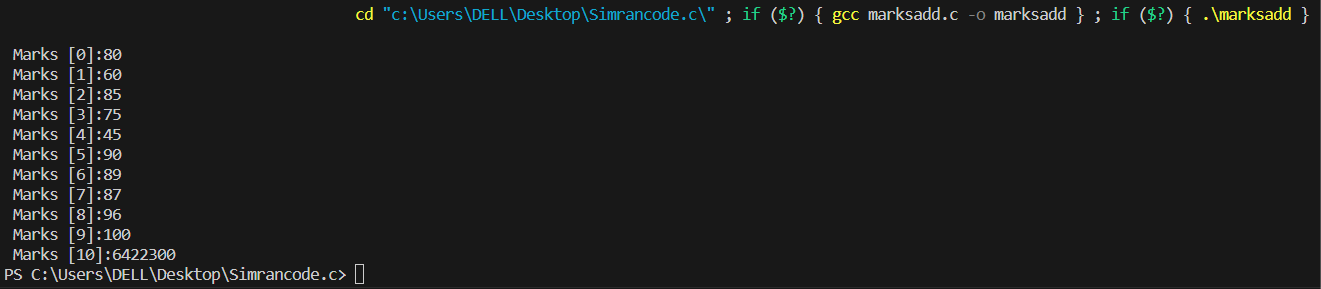 cd "c:\Users\DELL\Desktop\Simrancode.c\" ; if ($?) { gcc marksadd.c -o marksadd } ; if ($?) { .\marksadd }
Marks [0]:80
Marks [1]:60
Marks [2]:85
Marks [3]:75
Marks [4]:45
Marks [5]:90
Marks [6]:89
Marks [7]:87
Marks [8]:96
Marks [9]:100
Marks [10]:6422300
PS C:\Users\DELL\Desktop\Simrancode.c>